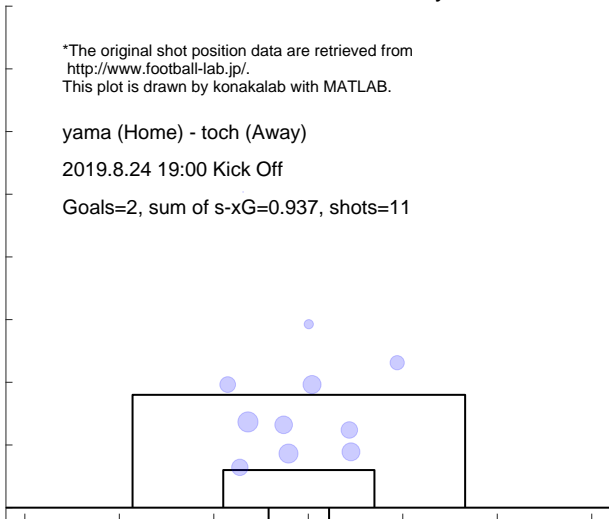 *The original shot position data are retrieved from
http://www.football-lab.jp/.
This plot is drawn by konakalab with MATLAB.
yama (Home) - toch (Away)
2019.8.24 19:00 Kick Off
Goals=2, sum of s-xG=0.937, shots=11